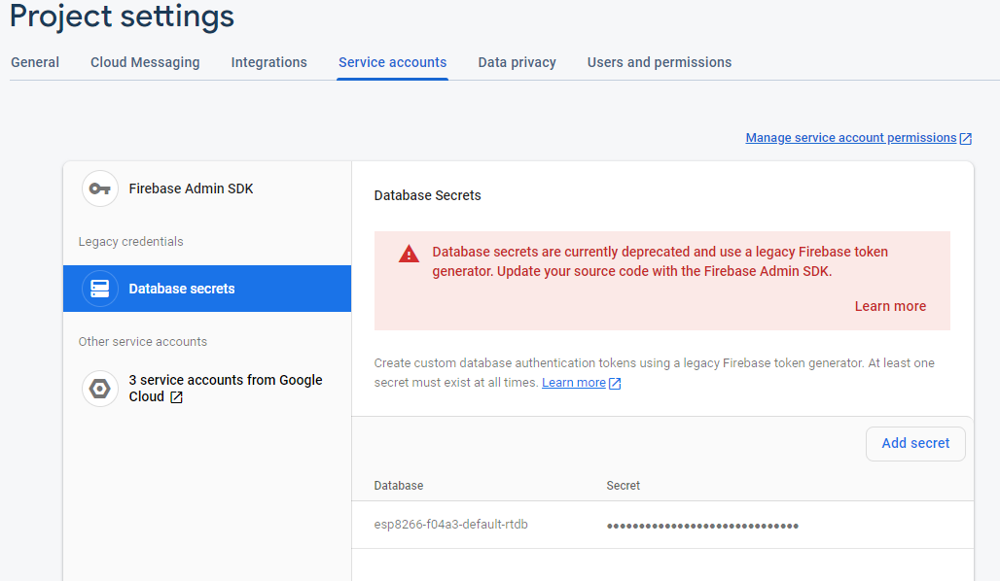 Project settings
General Cloud Messaging Integrations Service accounts Data privacy Users and permissions
Manage service account permissions
Firebase Admin SDK
Legacy credentials
Database secrets
Other service accounts
3 service accounts from Google
Cloud
Database Secrets
Database secrets are currently deprecated and use a legacy Firebase token
generator. Update your source code with the Firebase Admin SDK.
Learn more
Create custom database authentication tokens using a legacy Firebase token generator. At least one
secret must exist at all times. Learn more
Add secret
Database Secret
esp8266-f04a3-default-rtdb ••••••••••••••••••••••••••••••